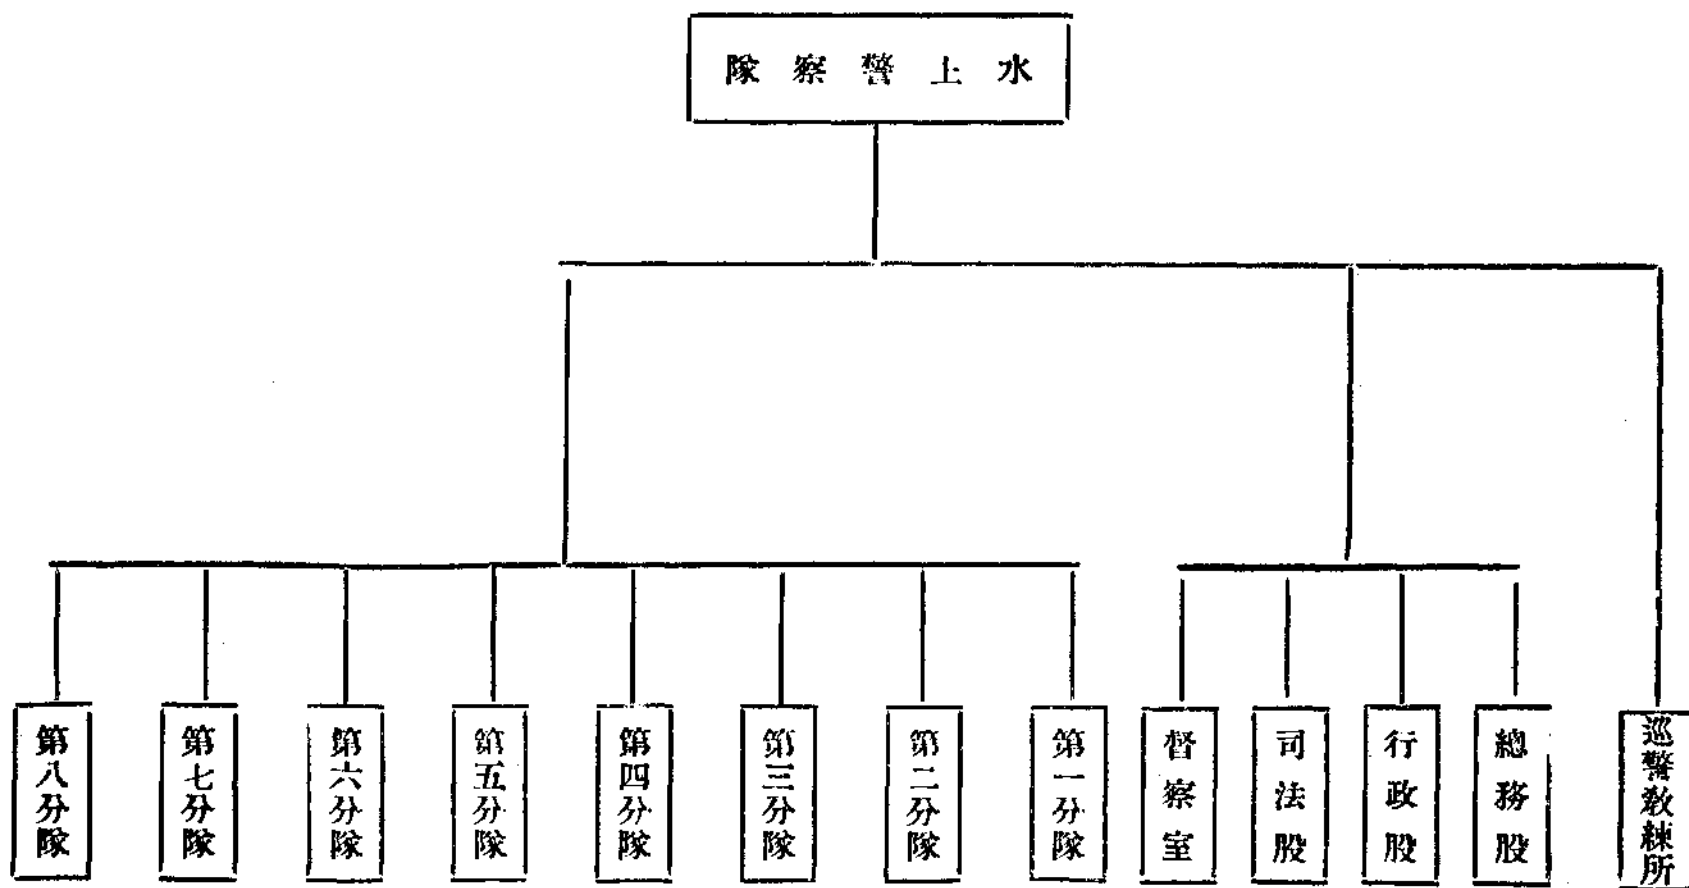 水上警察隊
巡警敎練所
總務股
行政股
司法股
督察室
第一分隊
第二分隊
第三分隊
第四分隊
第五分隊
第六分隊
第七分隊
第八分隊